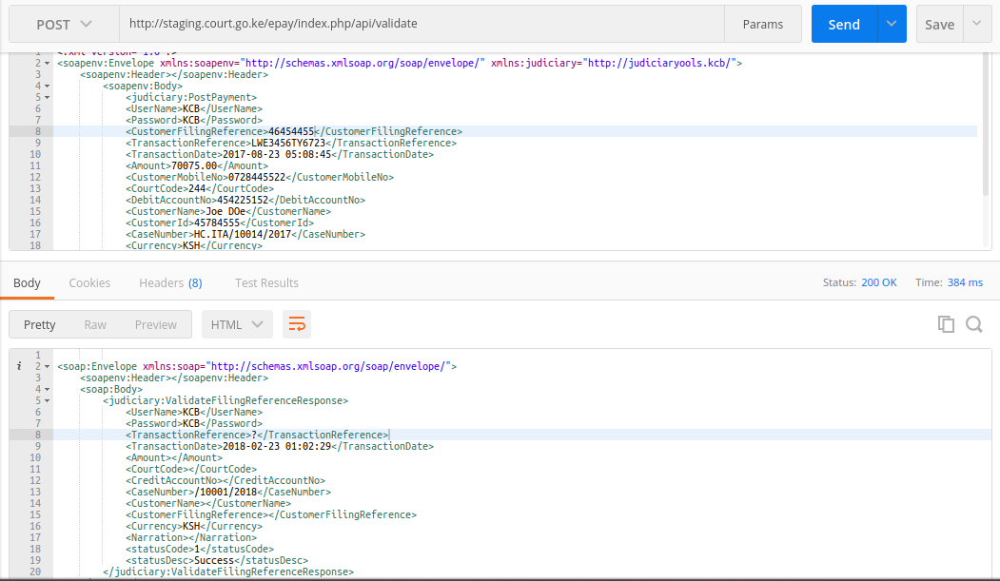 POST
http://staging.court.go.ke/epay/index.php/api/validate
Params
Send
Save
1 <?xml version="1.0"?>
2 <soapenv:Envelope xmlns:soapenv="http://schemas.xmlsoap.org/soap/envelope/" xmlns:judiciary="http://judiciaryools.kcb/">
3 <soapenv:Header></soapenv:Header>
4 <soapenv:Body>
5 <judiciary:PostPayment>
6 <UserName>KCB</UserName>
7 <Password>KCB</Password>
8 <CustomerFilingReference>46454455</CustomerFilingReference>
9 <TransactionReference>LWE3456TY6723</TransactionReference>
10 <TransactionDate>2017-08-23 05:08:45</TransactionDate>
11 <Amount>70075.00</Amount>
12 <CustomerMobileNo>0728445522</CustomerMobileNo>
13 <CourtCode>244</CourtCode>
14 <DebitAccountNo>454225152</DebitAccountNo>
15 <CustomerName>Joe DOe</CustomerName>
16 <CustomerId>45784555</CustomerId>
17 <CaseNumber>HC.ITA/10014/2017</CaseNumber>
18 <Currency>KSH</Currency>
Body
Cookies
Headers (8)
Test Results
Status: 200 OK
Time: 384 ms
Pretty
Raw
Preview
HTML
1
i 2 <soap:Envelope xmlns:soap="http://schemas.xmlsoap.org/soap/envelope/">
3 <soapenv:Header></soapenv:Header>
4 <soap:Body>
5 <judiciary:ValidateFilingReferenceResponse>
6 <UserName>KCB</UserName>
7 <Password>KCB</Password>
8 <TransactionReference>?</TransactionReference>
9 <TransactionDate>2018-02-23 01:02:29</TransactionDate>
10 <Amount></Amount>
11 <CourtCode></CourtCode>
12 <CreditAccountNo></CreditAccountNo>
13 <CaseNumber>/10001/2018</CaseNumber>
14 <CustomerName></CustomerName>
15 <CustomerFilingReference></CustomerFilingReference>
16 <Currency>KSH</Currency>
17 <Narration></Narration>
18 <statusCode>1</statusCode>
19 <statusDesc>Success</statusDesc>
20 </judiciary:ValidateFilingReferenceResponse>